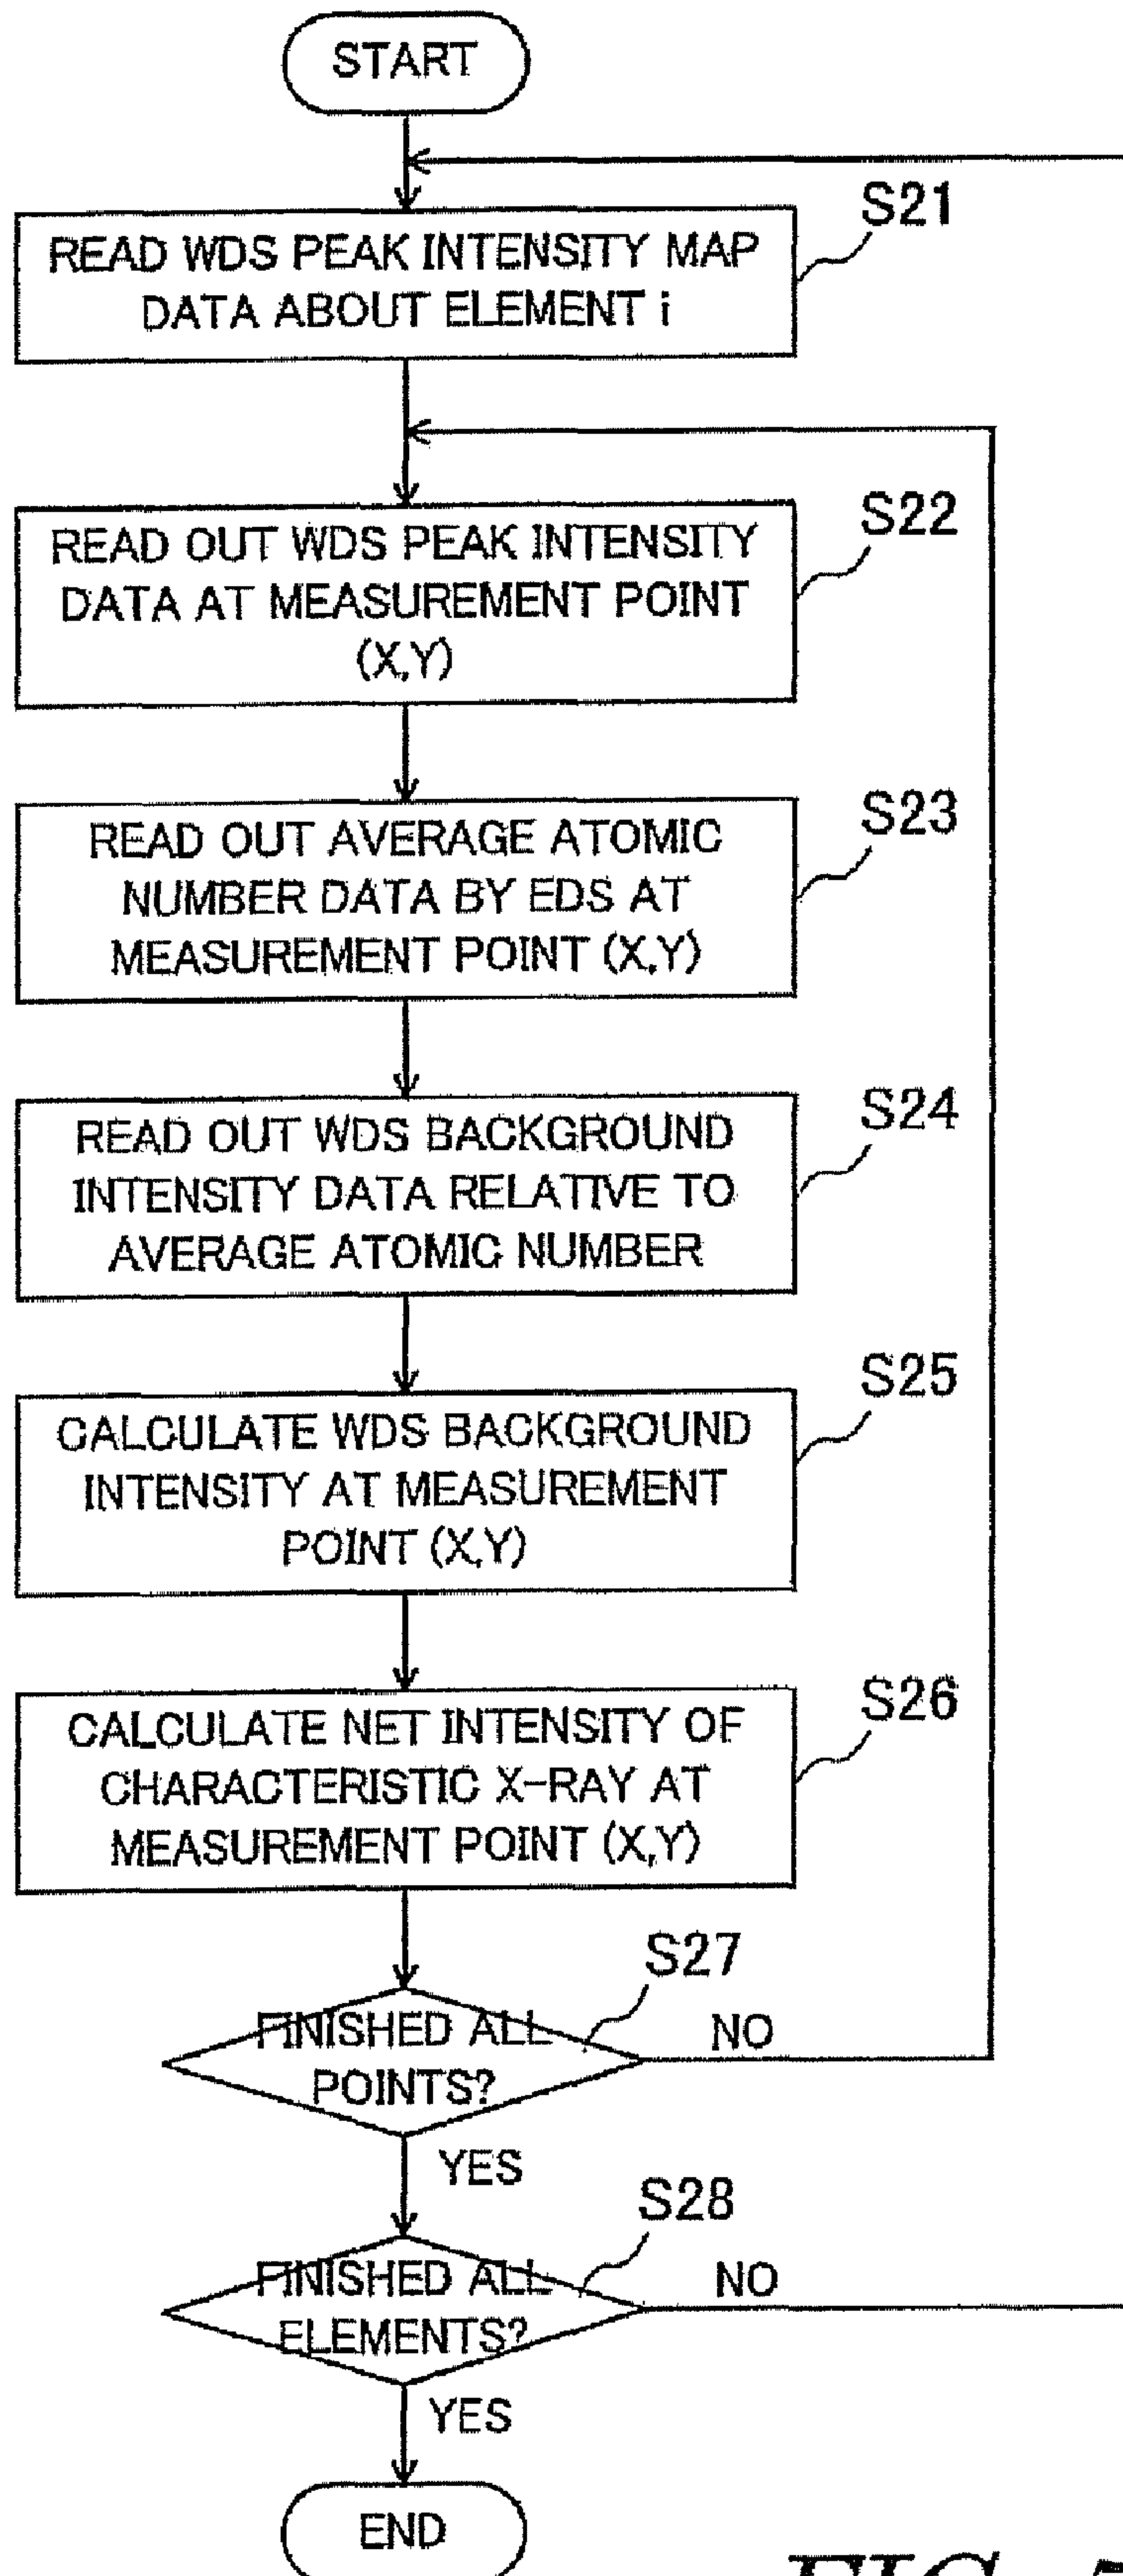 START
S21
READ WDS PEAK INTENSITY MAP
DATA ABOUT ELEMENT i
S22
READ OUT WDS PEAK INTENSITY
DATA AT MEASUREMENT POINT
(X,Y)
S23
READ OUT AVERAGE ATOMIC
NUMBER DATA BY EDS AT
MEASUREMENT POINT (X,Y)
S24
READ OUT WDS BACKGROUND
INTENSITY DATA RELATIVE TO
AVERAGE ATOMIC NUMBER
S25
CALCULATE WDS BACKGROUND
INTENSITY AT MEASUREMENT
POINT (X,Y)
S26
CALCULATE NET INTENSITY OF
CHARACTERISTIC X-RAY AT
MEASUREMENT POINT (X,Y)
S27
FINISHED ALL
POINTS?
NO
YES
S28
FINISHED ALL
ELEMENTS?
NO
YES
END